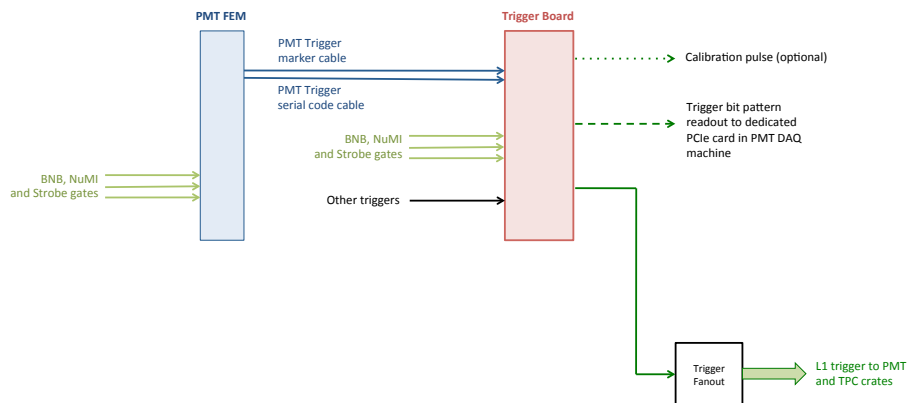 PMT FEM
Trigger Board
PMT Trigger
marker cable
PMT Trigger
serial code cable
Calibration pulse (optional)
Trigger bit pattern
readout to dedicated
PCIe card in PMT DAQ
machine
BNB, NuMI
and Strobe gates
BNB, NuMI
and Strobe gates
Other triggers
Trigger
Fanout
L1 trigger to PMT
and TPC crates